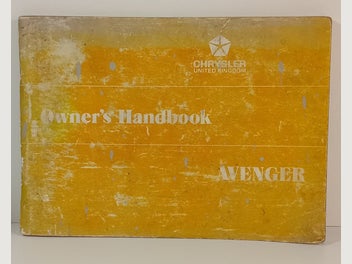 CHRYSLER
UNITED KINGDOM
Owner's Handbook
AVENGER